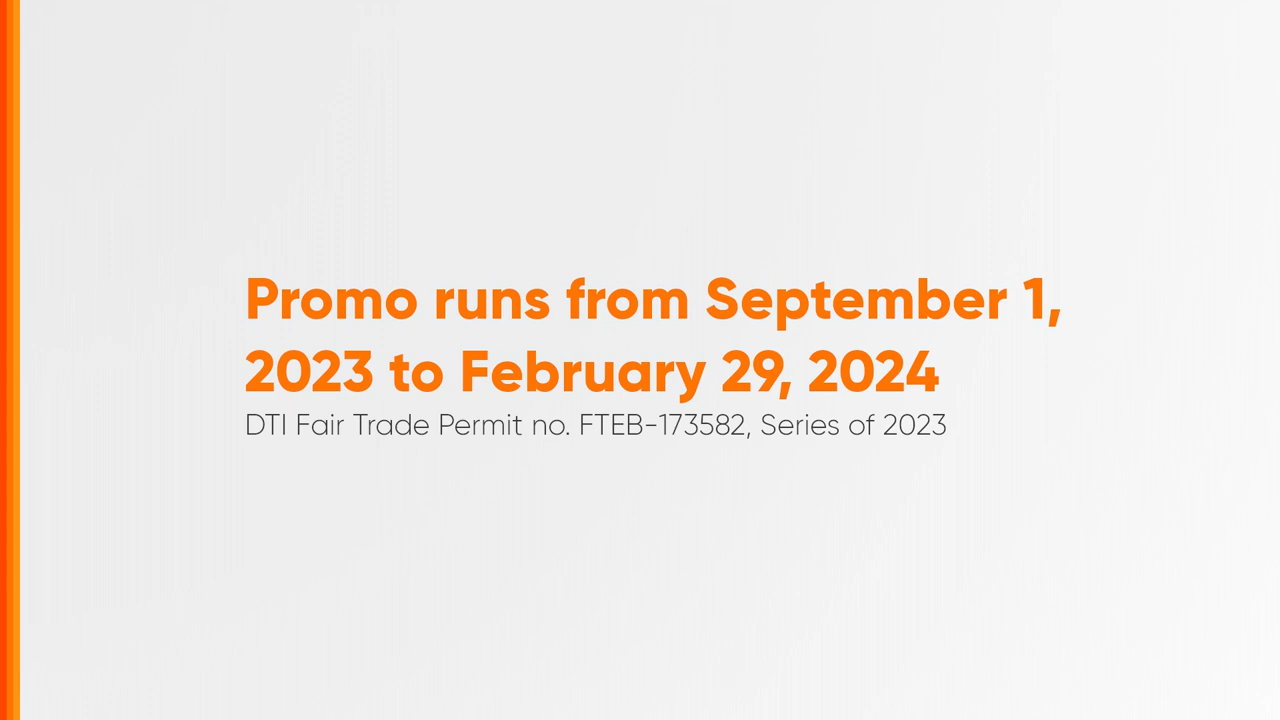 Promo runs from September 1,
2023 to February 29, 2024
DTI Fair Trade Permit no. FTEB-173582, Series of 2023